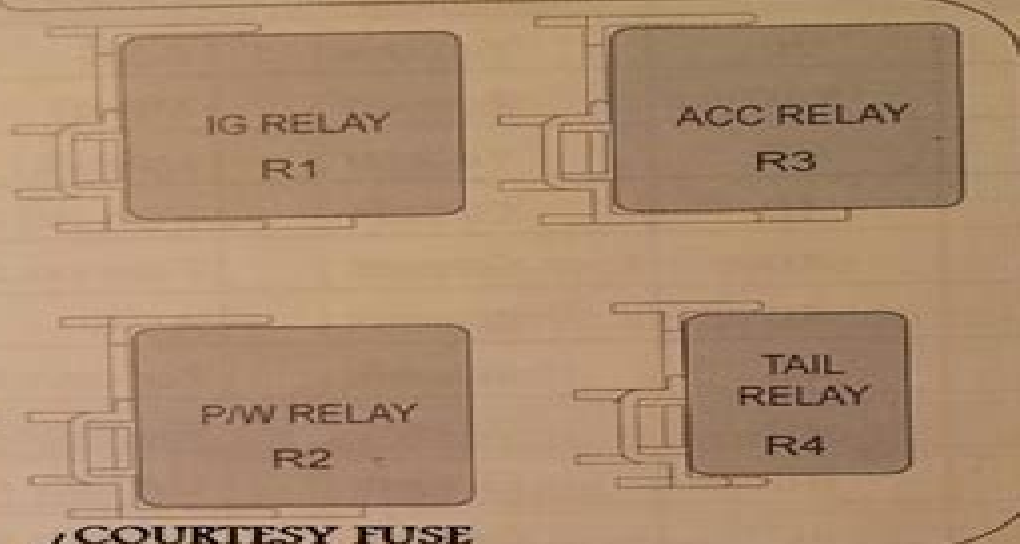 IG RELAY
R1
ACC RELAY
R3
P/W RELAY
R2
TAIL
RELAY
R4
COURTESY FUSE